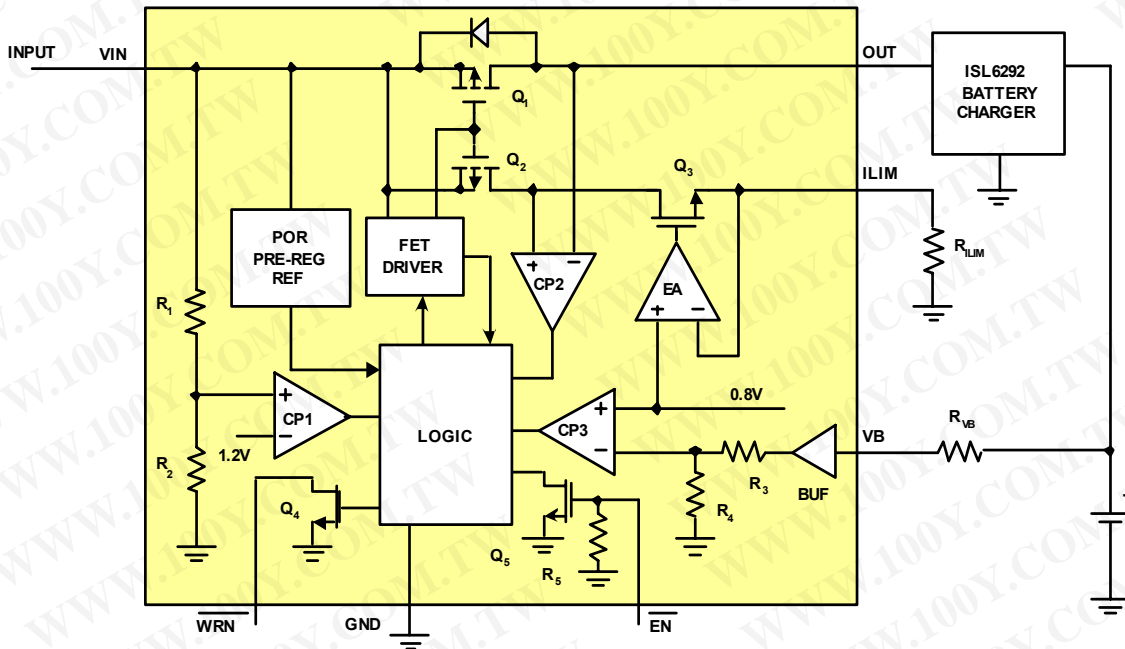 INPUT
VIN
OUT
ISL6292
BATTERY
CHARGER
Q1
Q2
Q3
ILIM
RILIM
POR
PRE-REG
REF
FET
DRIVER
CP2
EA
R1
CP1
LOGIC
CP3
0.8V
RVB
VB
1.2V
R2
R3
BUF
R4
Q4
Q5
R5
WRN
GND
EN
WWW.100Y.COM.TW